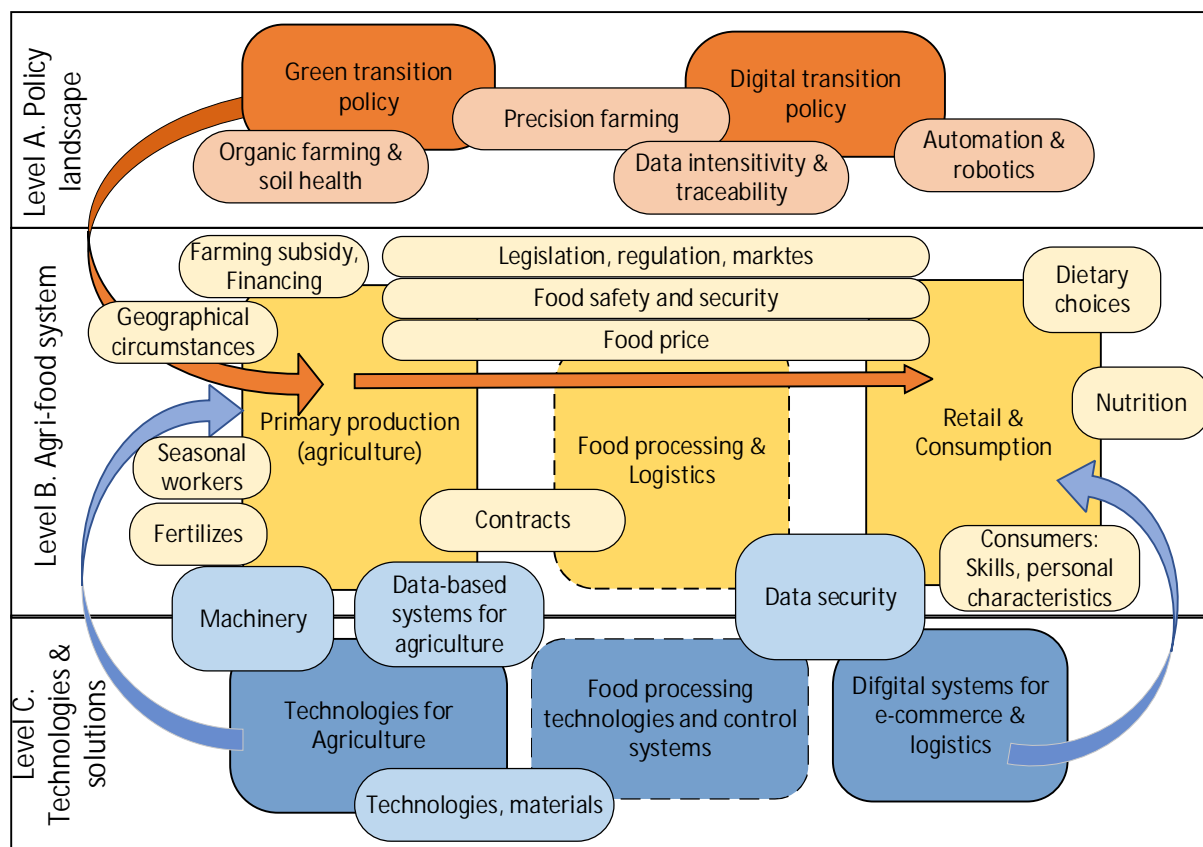 Level A. Policy
landscape
Green transition
policy
Digital transition
policy
Precision farming
Organic farming &
soil health
Data intensitivity &
traceability
Automation &
robotics
Level B. Agri-food system
Farming subsidy,
Financing
Legislation, regulation, marktes
Food safety and security
Food price
Dietary
choices
Geographical
circumstances
Primary production
(agriculture)
Food processing &
Logistics
Retail &
Consumption
Nutrition
Seasonal
workers
Fertilizes
Contracts
Consumers:
Skills, personal
characteristics
Level C.
Technologies &
solutions
Machinery
Data-based
systems for
agriculture
Data security
Technologies for
Agriculture
Food processing
technologies and control
systems
Difgital systems for
e-commerce &
logistics
Technologies, materials